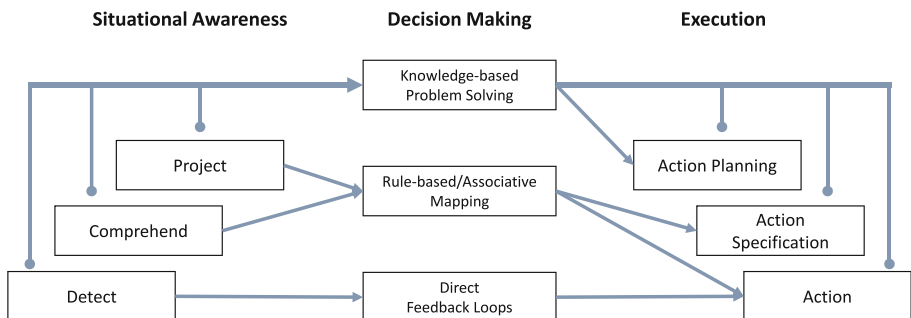 Situational Awareness
Decision Making
Execution
Knowledge-based
Problem Solving
Project
Rule-based/Associative
Mapping
Action Planning
Comprehend
Action
Specification
Detect
Direct
Feedback Loops
Action